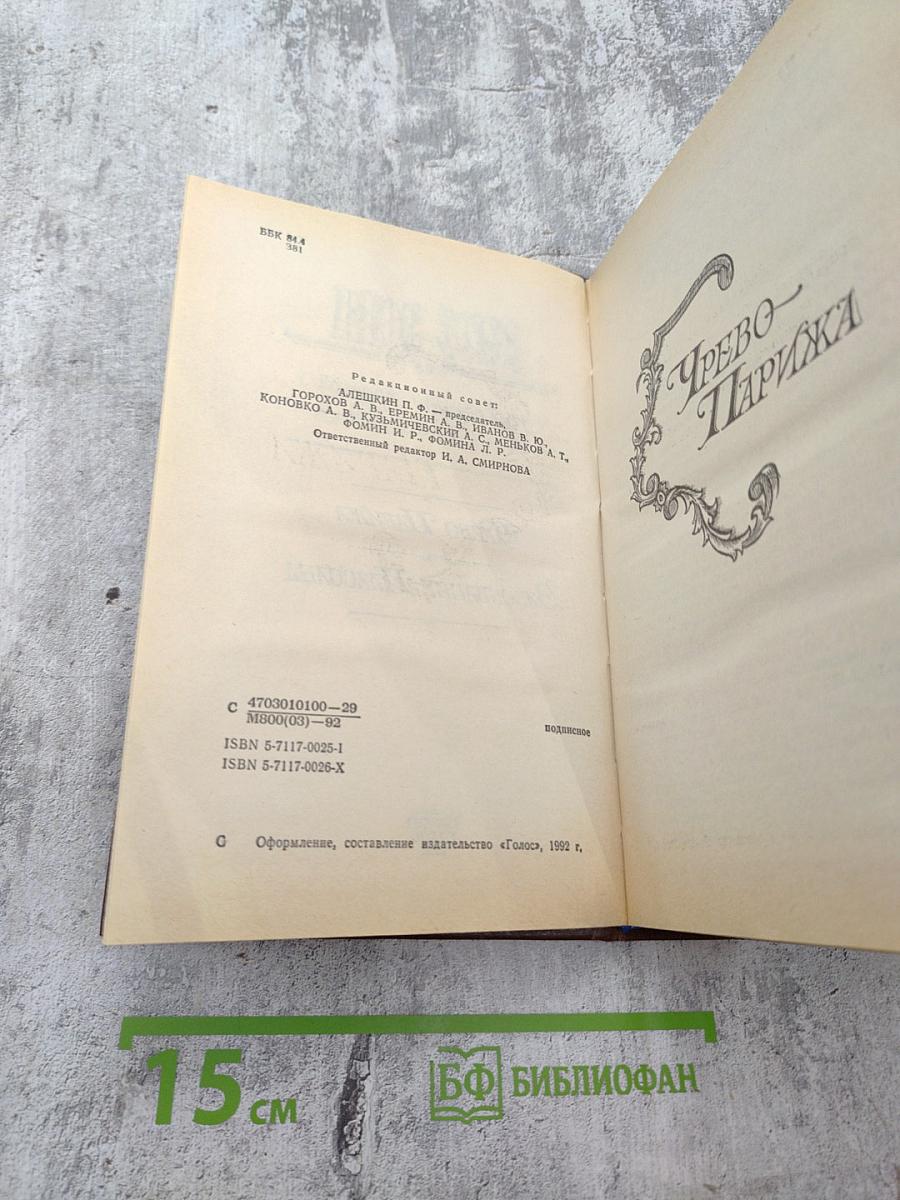 ББК 84.4
З81
Редакционный совет:
АЛЕШКИН П. Ф. — председатель,
ГОРОХОВ А. В., ЕРЕМИН А. В., ИВАНОВ В. Ю.,
КОНОВКО А. В., КУЗЬМИЧЕВСКИЙ А. С., МЕНЬКОВ А. Т.,
ФОМИН И. Р., ФОМИНА Л. Р.
Ответственный редактор И. А. СМИРНОВА
С 4703010100—29
М800(03)—92
подписное
ISBN 5-7117-0025-1
ISBN 5-7117-0026-X
С Оформление, составление издательство «Голос», 1992 г.
ЧРЕВО
ПАРИЖА
15 см
БФ БИБЛИОФАН